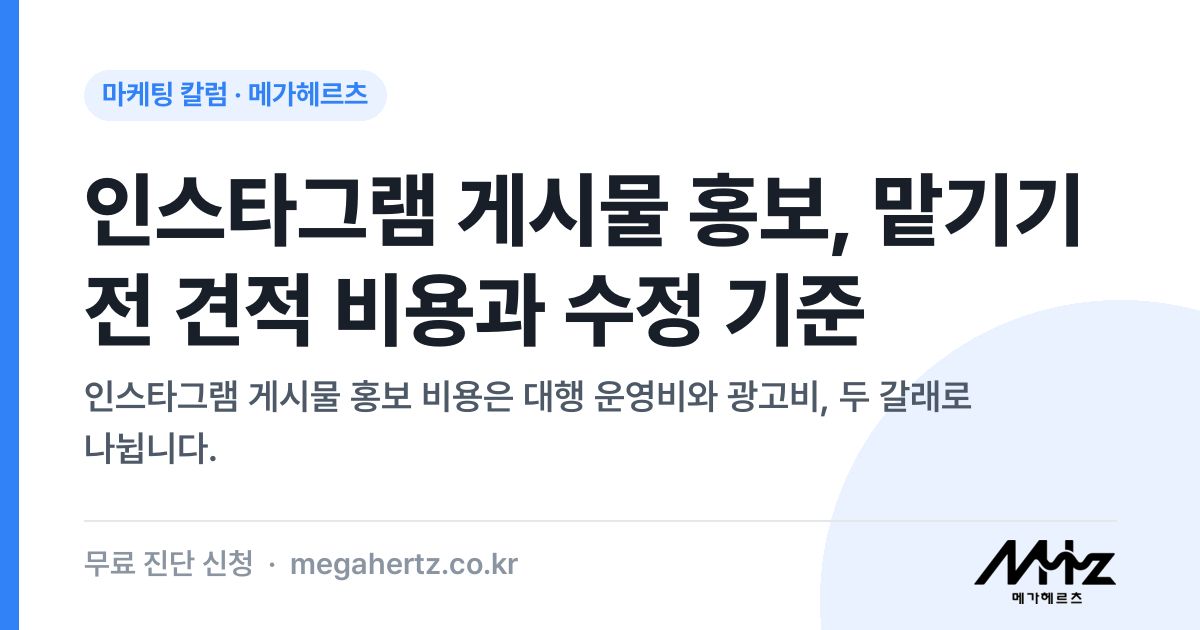 마케팅 칼럼 · 메가헤르츠
인스타그램 게시물 홍보, 맡기기
전 견적 비용과 수정 기준
인스타그램 게시물 홍보 비용은 대행 운영비와 광고비, 두 갈래로
나뉩니다.
무료 진단 신청 · megahertz.co.kr
MHz
메가헤르츠